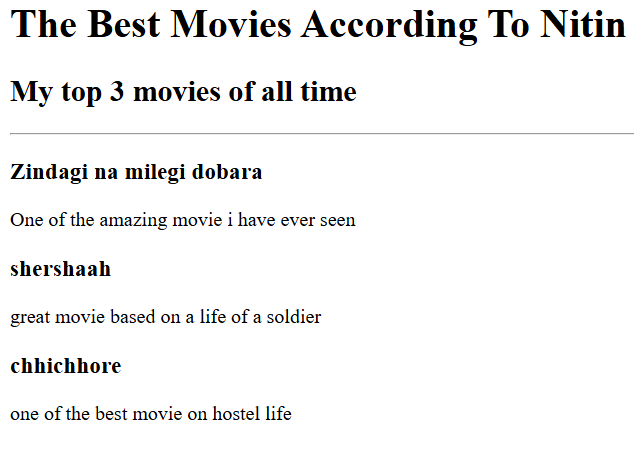 The Best Movies According To Nitin
My top 3 movies of all time
Zindagi na milegi dobara
One of the amazing movie i have ever seen
shershaah
great movie based on a life of a soldier
chhichhore
one of the best movie on hostel life